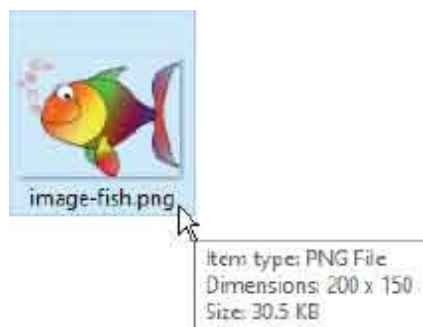 image-fish.png
Item type: PNG File
Dimensions: 200 x 150
Size: 30.5 KB